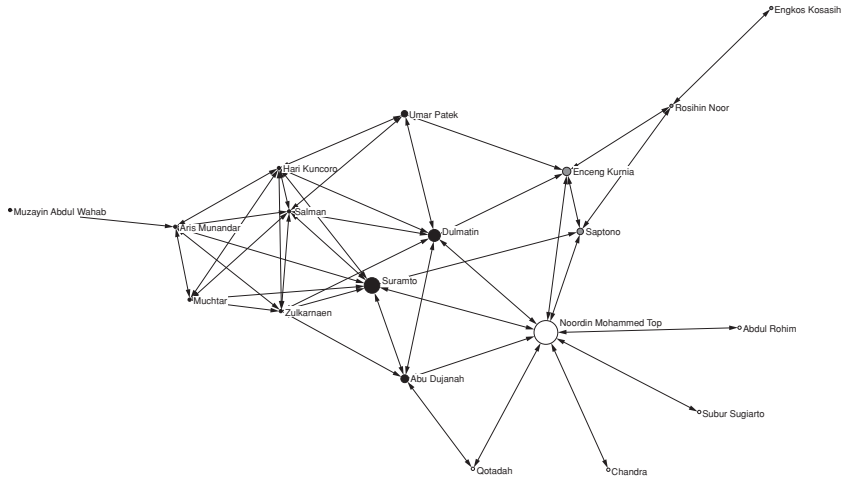 Engkos Kosasih
Rosihin Noor
Umar Patek
Hari Kuncoro
Enceng Kurnia
Muzayin Abdul Wahab
Salman
Aris Munandar
Dulmatin
Saptono
Suramto
Muchtar
Zulkarnaen
Noordin Mohammed Top
Abdul Rohim
Abu Dujanah
Subur Sugiarto
Qotadah
Chandra